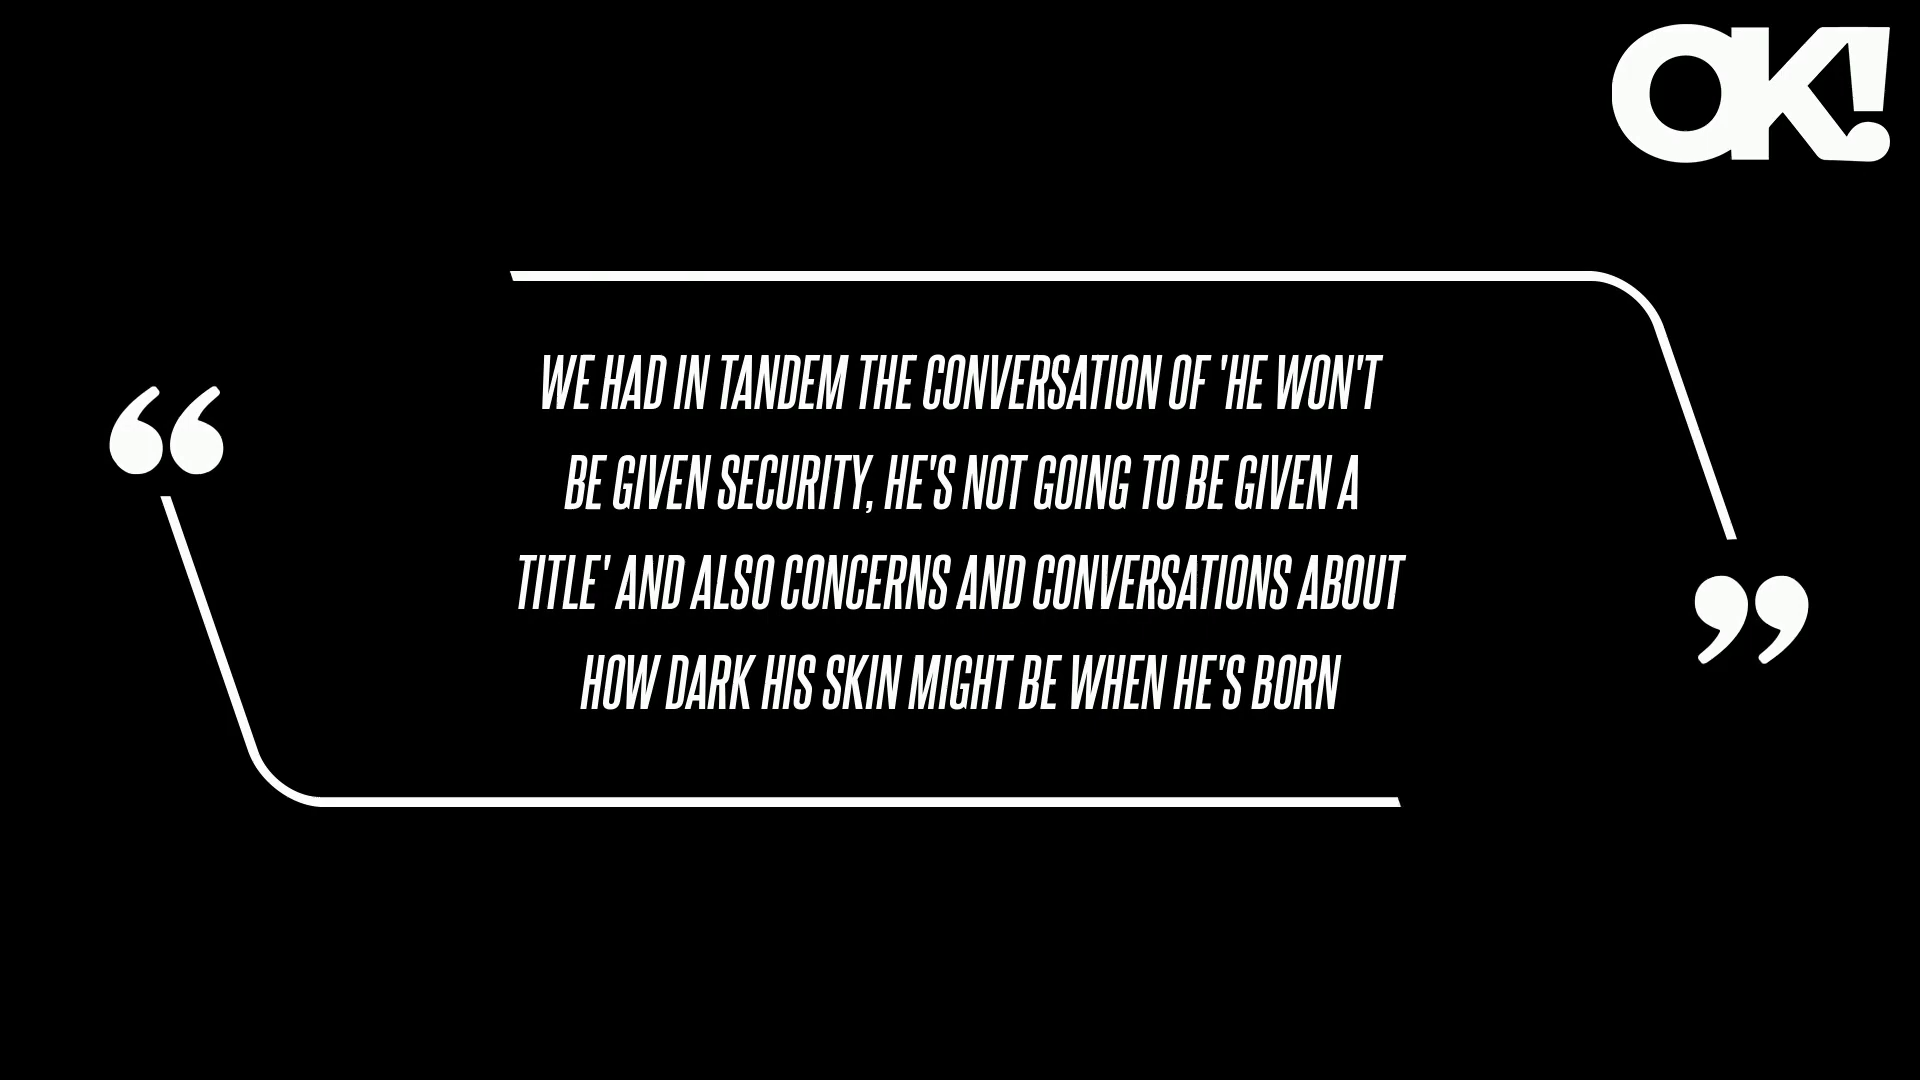 OK!
“
WE HAD IN TANDEM THE CONVERSATION OF 'HE WON'T
BE GIVEN SECURITY, HE'S NOT GOING TO BE GIVEN A
TITLE' AND ALSO CONCERNS AND CONVERSATIONS ABOUT
HOW DARK HIS SKIN MIGHT BE WHEN HE'S BORN
”